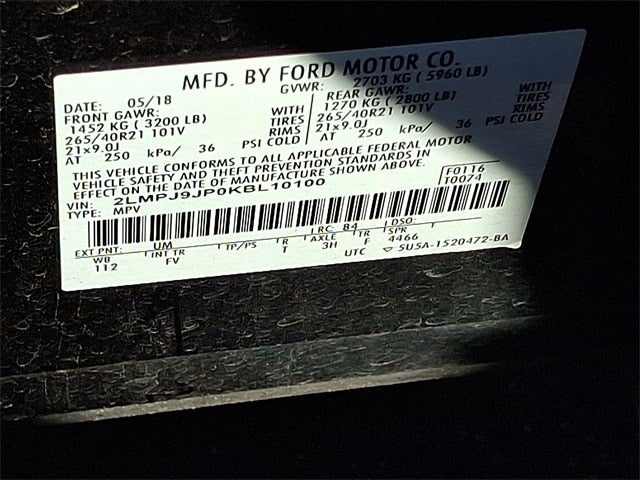 MFD. BY FORD MOTOR CO.
DATE: 05/18 GVWR: 2703 KG ( 5960 LB)
FRONT GAWR: WITH REAR GAWR: WITH
1452 KG ( 3200 LB) TIRES 1270 KG ( 2800 LB) TIRES
265/40R21 101V RIMS 265/40R21 101V RIMS
21x9.0J PSI COLD 21x9.0J PSI COLD
AT 250 kPa/ 36 AT 250 kPa/ 36
THIS VEHICLE CONFORMS TO ALL APPLICABLE FEDERAL MOTOR
VEHICLE SAFETY AND THEFT PREVENTION STANDARDS IN
EFFECT ON THE DATE OF MANUFACTURE SHOWN ABOVE.
VIN: 2LMPJ9JP0KBL10100 F0116
TYPE: MPV T0074
EXT PNT: UM RC: 84 DSO:
WB INT TR TP/PS R AXLE TR SPR
112 FV T 3H F 4466
UTC 5U5A-1520472-BA